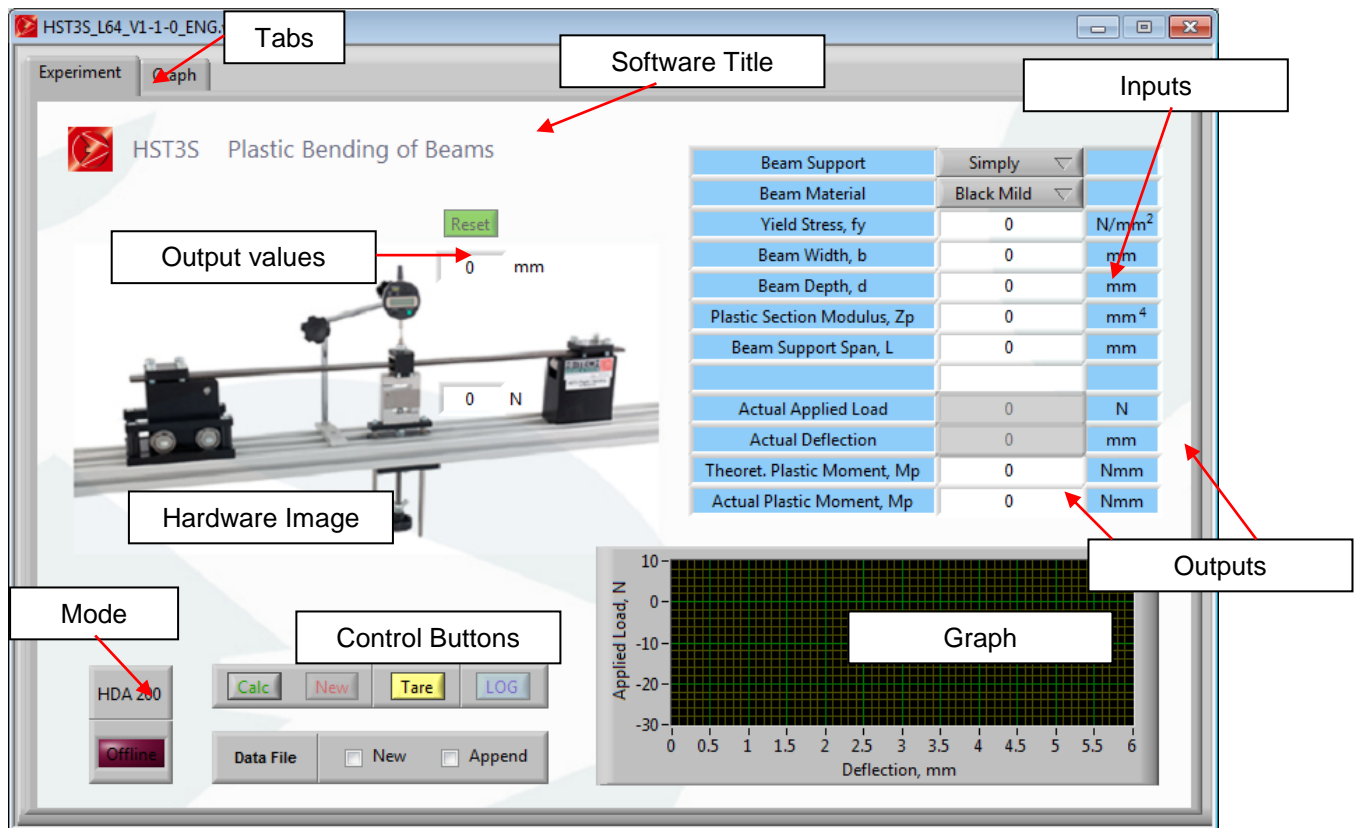 HST3S_L64_V1-1-0_ENG.
Tabs
Experiment
Graph
Software Title
Inputs
HST3S Plastic Bending of Beams
Reset
Output values
0 mm
0 N
Hardware Image
Beam Support Simply
Beam Material Black Mild
Yield Stress, fy 0 N/mm²
Beam Width, b 0 mm
Beam Depth, d 0 mm
Plastic Section Modulus, Zp 0 mm⁴
Beam Support Span, L 0 mm
Actual Applied Load 0 N
Actual Deflection 0 mm
Theoret. Plastic Moment, Mp 0 Nmm
Actual Plastic Moment, Mp 0 Nmm
Outputs
Mode
HDA 200
Offline
Control Buttons
Calc New Tare LOG
Data File New Append
Graph
Applied Load, N
10
0
-10
-20
-30
0 0.5 1 1.5 2 2.5 3 3.5 4 4.5 5 5.5 6
Deflection, mm